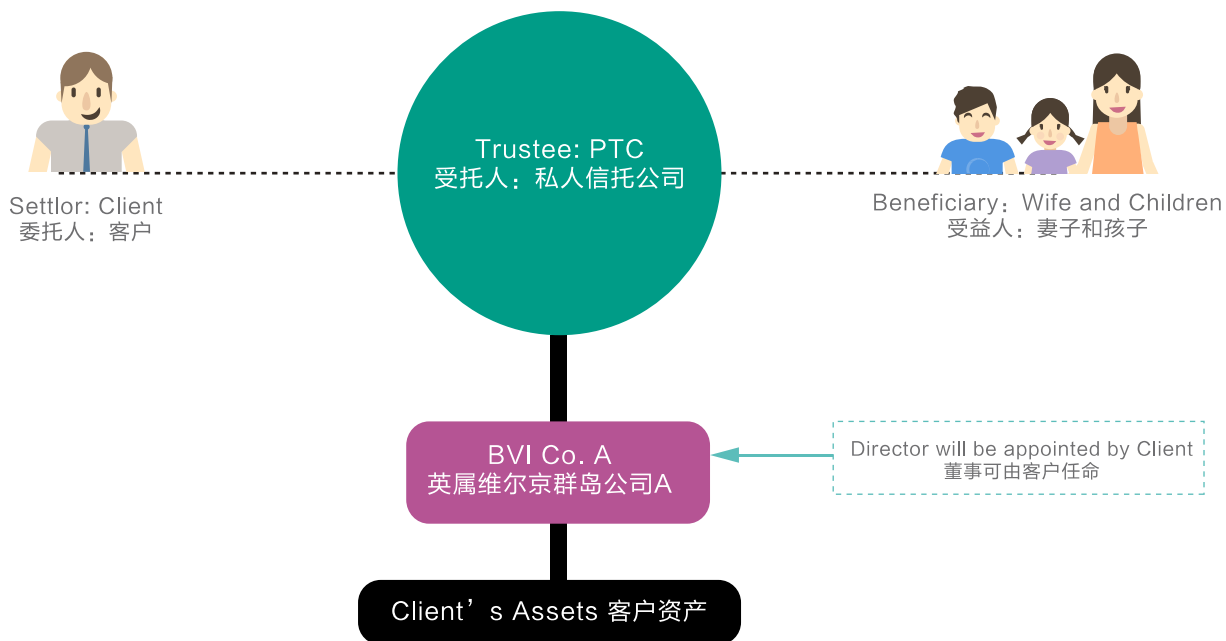 Trustee: PTC
受托人：私人信托公司
Settlor: Client
委托人：客户
Beneficiary：Wife and Children
受益人：妻子和孩子
BVI Co. A
英属维尔京群岛公司A
Director will be appointed by Client
董事可由客户任命
Client’s Assets 客户资产